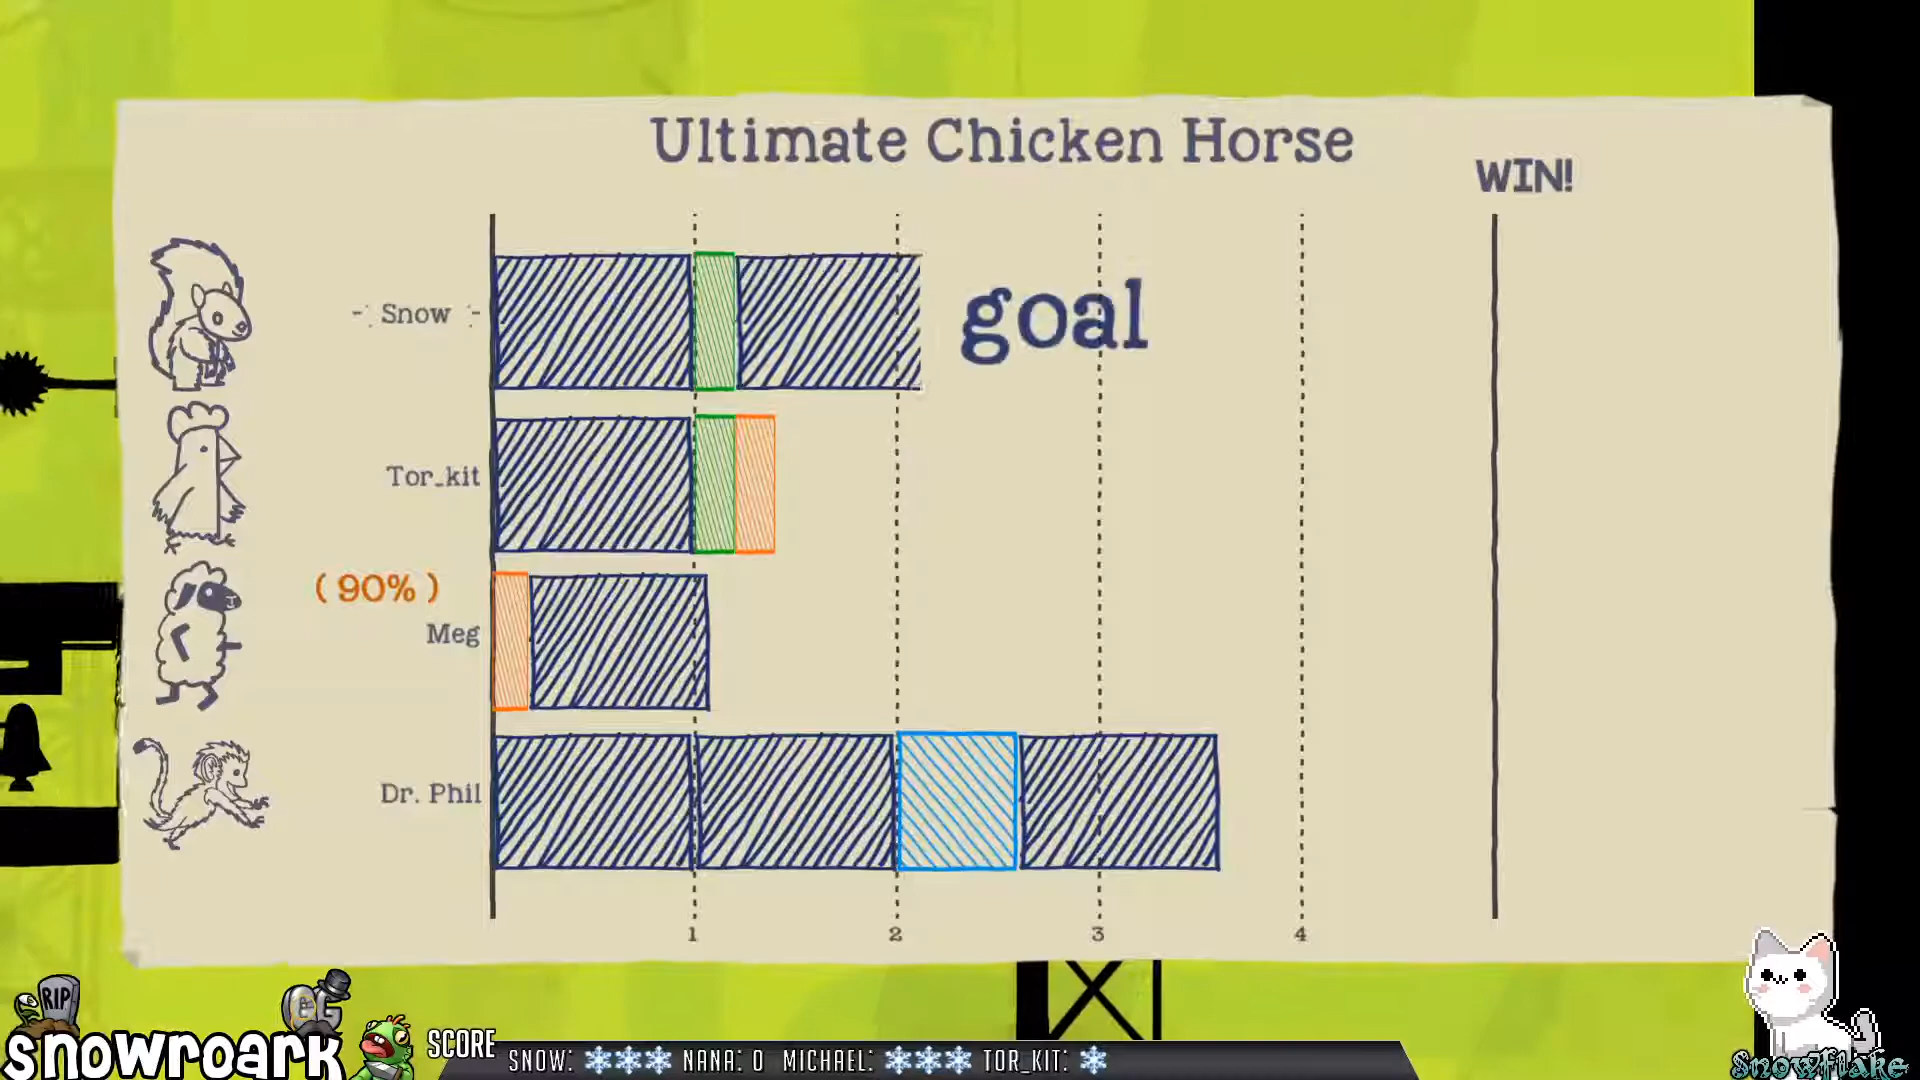 Ultimate Chicken Horse
WIN!
Snow
goal
Tor_kit
( 90% )
Meg
Dr. Phil
1 2 3 4
RIP
snowroark
SCORE
SNOW: NANA: 0 MICHAEL: TOR_KIT:
Snowflake